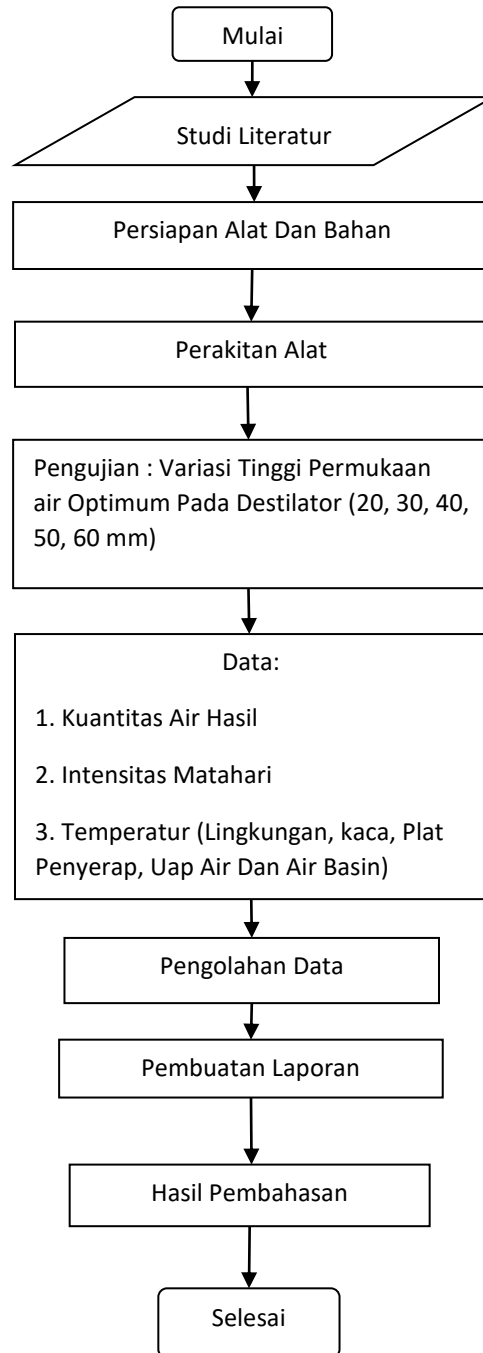 Mulai
Studi Literatur
Persiapan Alat Dan Bahan
Perakitan Alat
Pengujian : Variasi Tinggi Permukaan
air Optimum Pada Destilator (20, 30, 40,
50, 60 mm)
Data:
1. Kuantitas Air Hasil
2. Intensitas Matahari
3. Temperatur (Lingkungan, kaca, Plat
Penyerap, Uap Air Dan Air Basin)
Pengolahan Data
Pembuatan Laporan
Hasil Pembahasan
Selesai